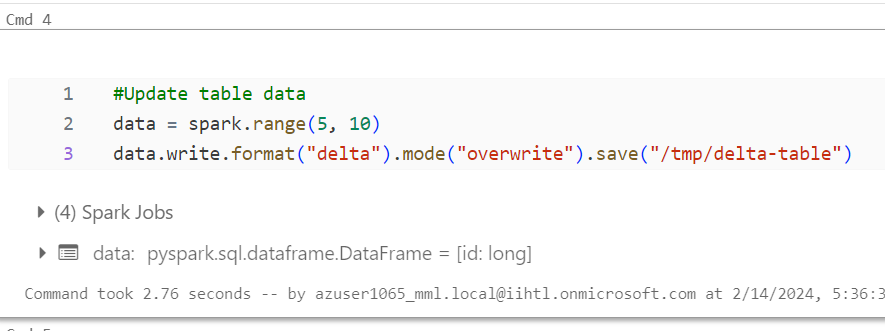 Cmd 4
1 #Update table data
2 data = spark.range(5, 10)
3 data.write.format("delta").mode("overwrite").save("/tmp/delta-table")
(4) Spark Jobs
data: pyspark.sql.dataframe.DataFrame = [id: long]
Command took 2.76 seconds -- by azuser1065_mml.local@iihtl.onmicrosoft.com at 2/14/2024, 5:36:3